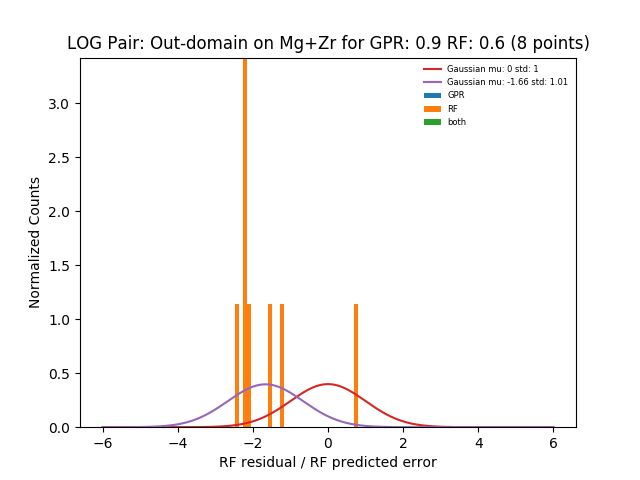 LOG Pair: Out-domain on Mg+Zr for GPR: 0.9 RF: 0.6 (8 points)
Gaussian mu: 0 std: 1
Gaussian mu: -1.66 std: 1.01
GPR
RF
both
Normalized Counts
3.0
2.5
2.0
1.5
1.0
0.5
0.0
−6 −4 −2 0 2 4 6
RF residual / RF predicted error